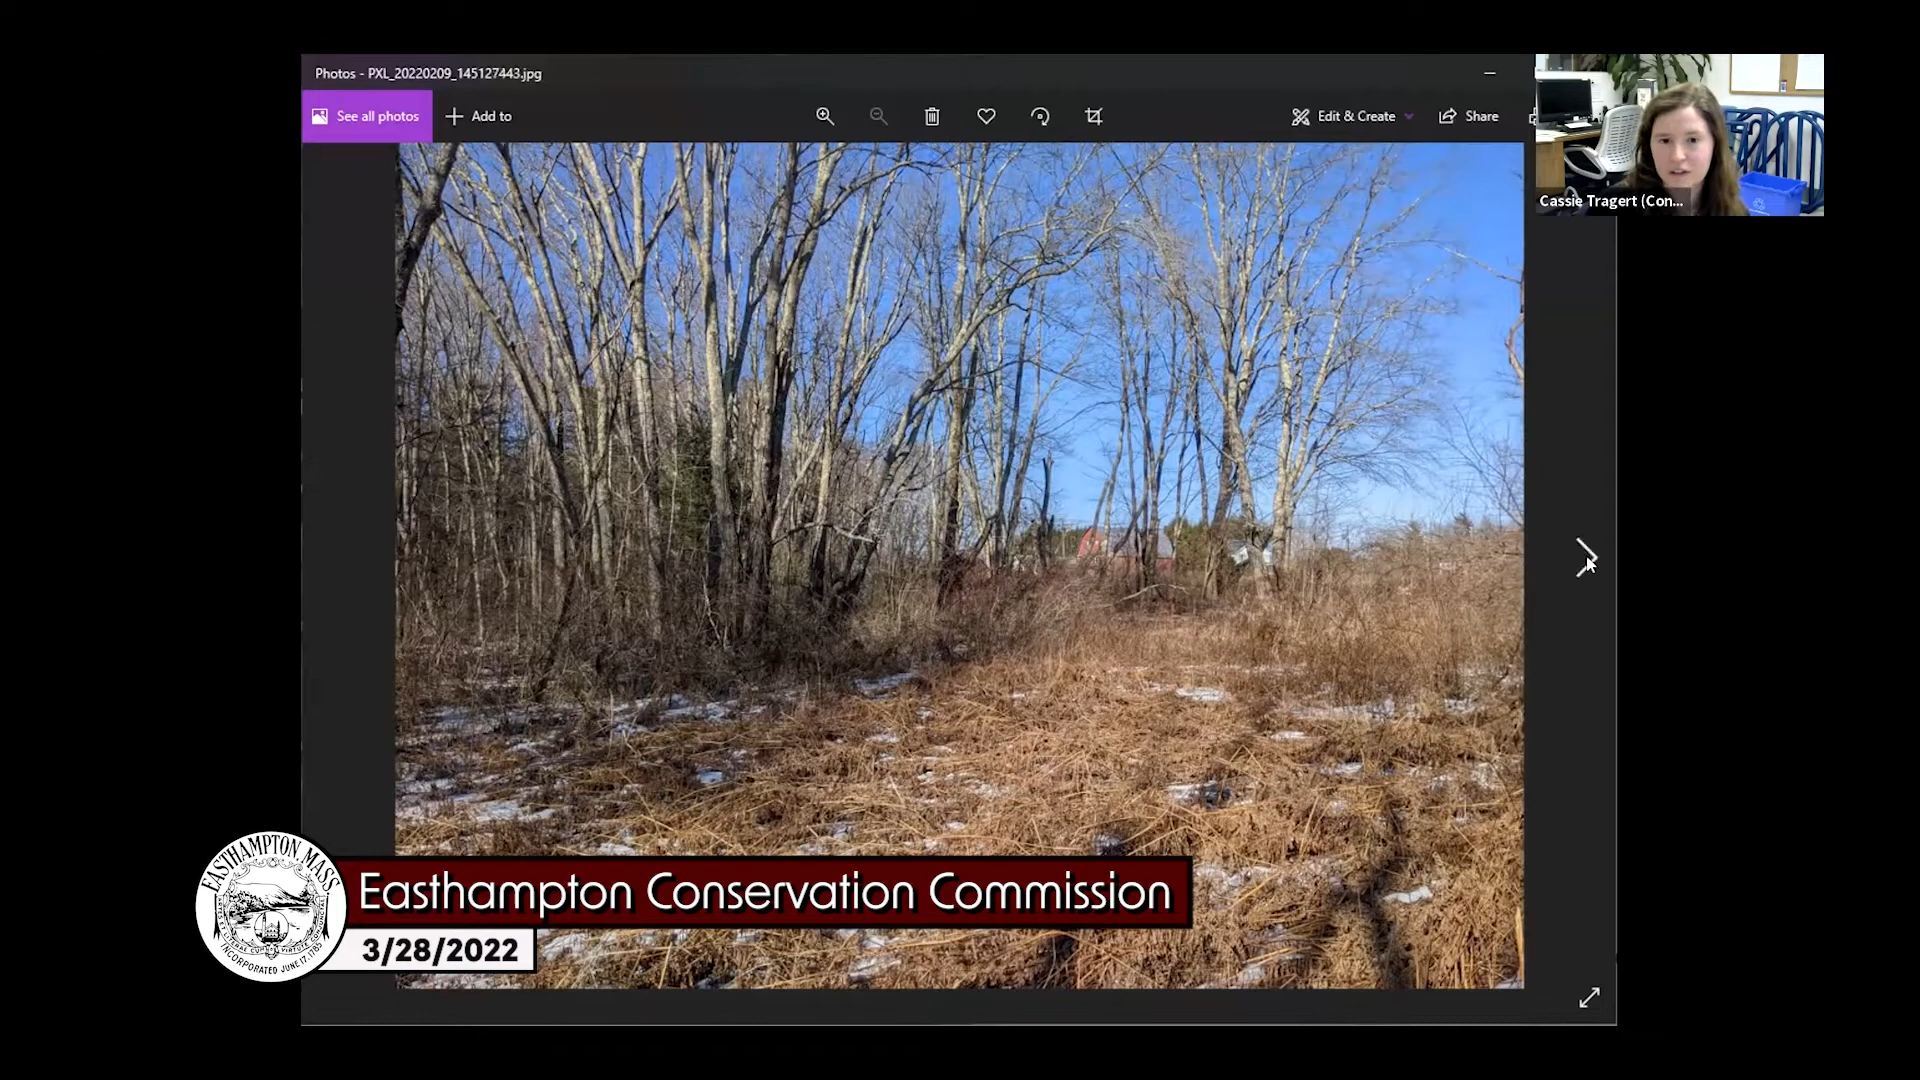 Photos - PXL_20220209_145127443.jpg
See all photos
Add to
Edit & Create
Share
Cassie Tragert (Con...
EASTHAMPTON MASS.
INCORPORATED JUNE 17, 1785
Easthampton Conservation Commission
3/28/2022